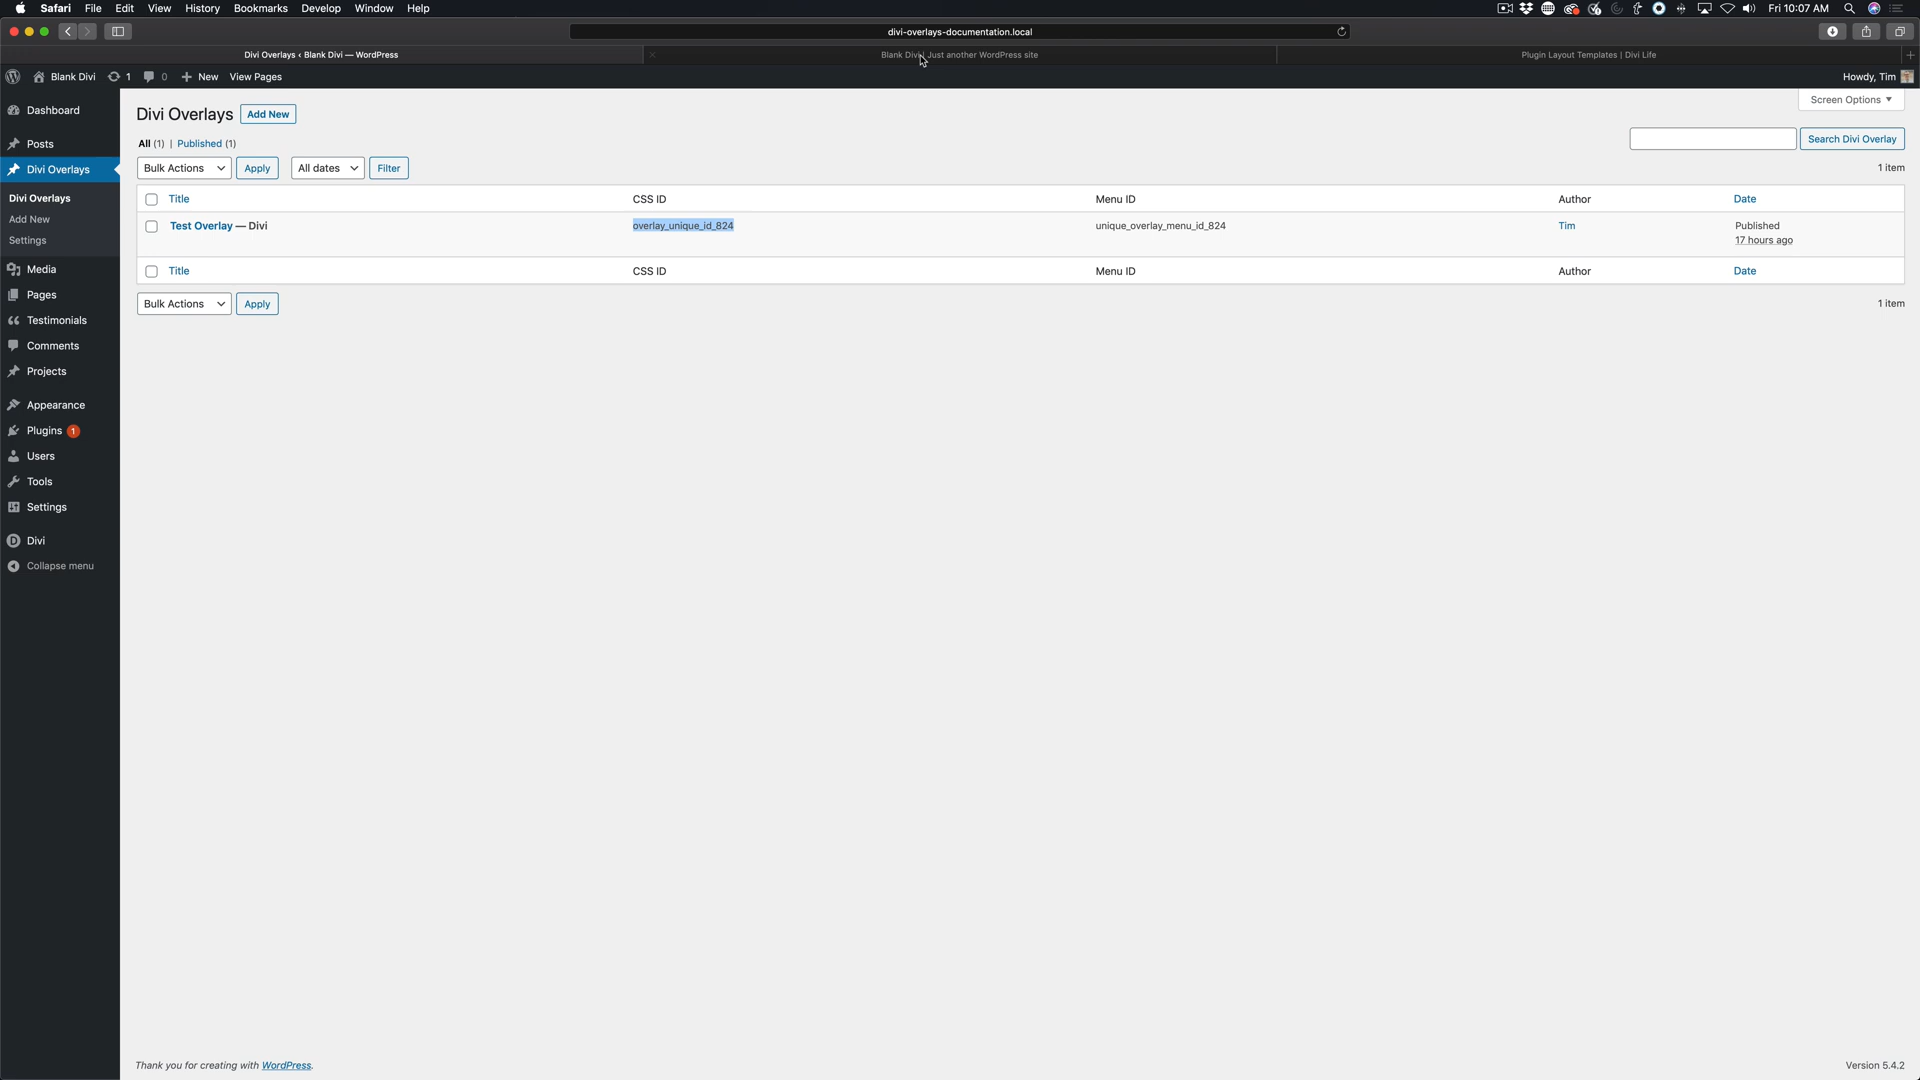 Safari File Edit View History Bookmarks Develop Window Help Fri 10:07 AM
divi-overlays-documentation.local
Divi Overlays ‹ Blank Divi — WordPress Blank Divi | Just another WordPress site Plugin Layout Templates | Divi Life
Blank Divi 1 0 + New View Pages Howdy, Tim
Dashboard
Posts
Divi Overlays
Divi Overlays
Add New
Settings
Media
Pages
Testimonials
Comments
Projects
Appearance
Plugins 1
Users
Tools
Settings
Divi
Collapse menu
Screen Options
Divi Overlays Add New
All (1) | Published (1)
Search Divi Overlay
Bulk Actions Apply All dates Filter 1 item
Title CSS ID Menu ID Author Date
Test Overlay — Divi overlay_unique_id_824 unique_overlay_menu_id_824 Tim Published
17 hours ago
Title CSS ID Menu ID Author Date
Bulk Actions Apply 1 item
Thank you for creating with WordPress. Version 5.4.2